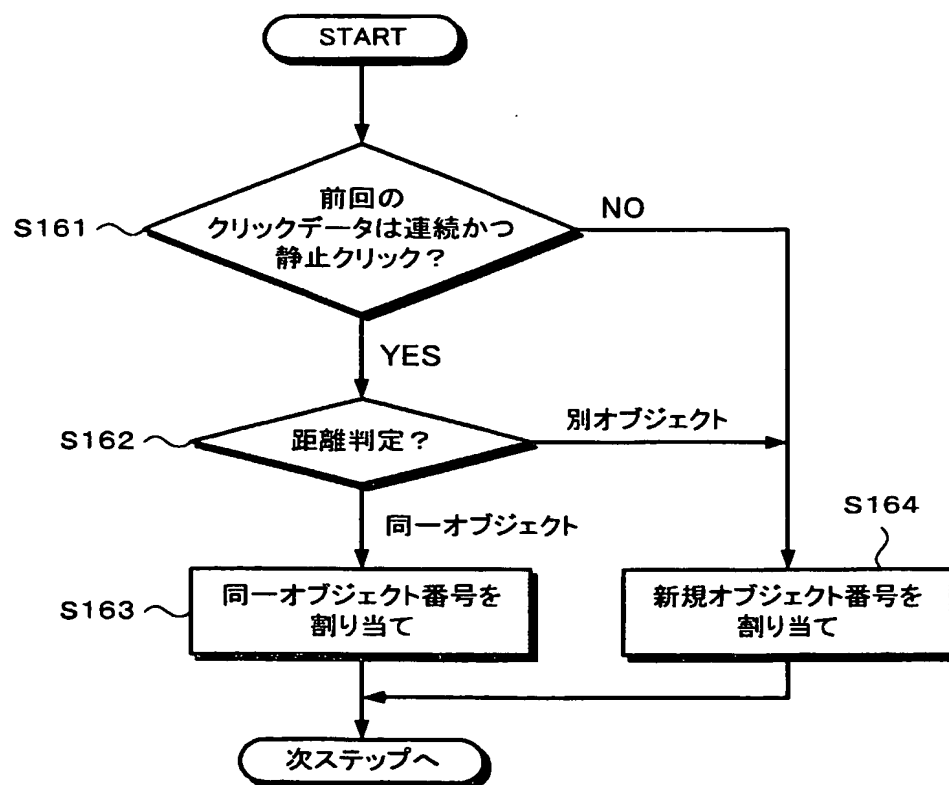 START
前回の
クリックデータは連続かつ
静止クリック?
S161
NO
YES
距離判定?
S162
別オブジェクト
同一オブジェクト
S164
同一オブジェクト番号を
割り当て
S163
新規オブジェクト番号を
割り当て
次ステップへ